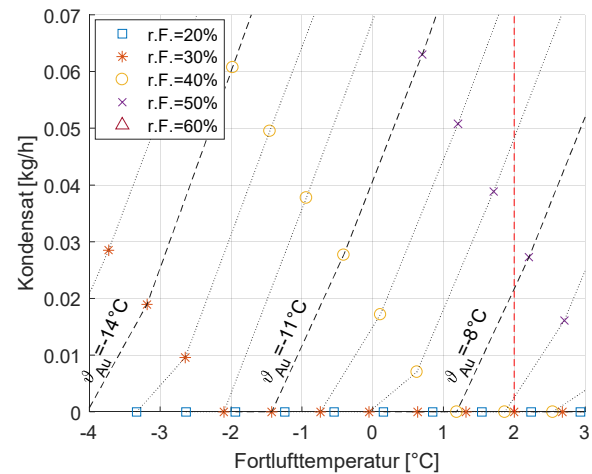 0.07
0.06
0.05
0.04
0.03
0.02
0.01
0
Kondensat [kg/h]
r.F.=20%
r.F.=30%
r.F.=40%
r.F.=50%
r.F.=60%
ϑAu=-14°C
ϑAu=-11°C
ϑAu=-8°C
-4 -3 -2 -1 0 1 2 3
Fortlufttemperatur [°C]